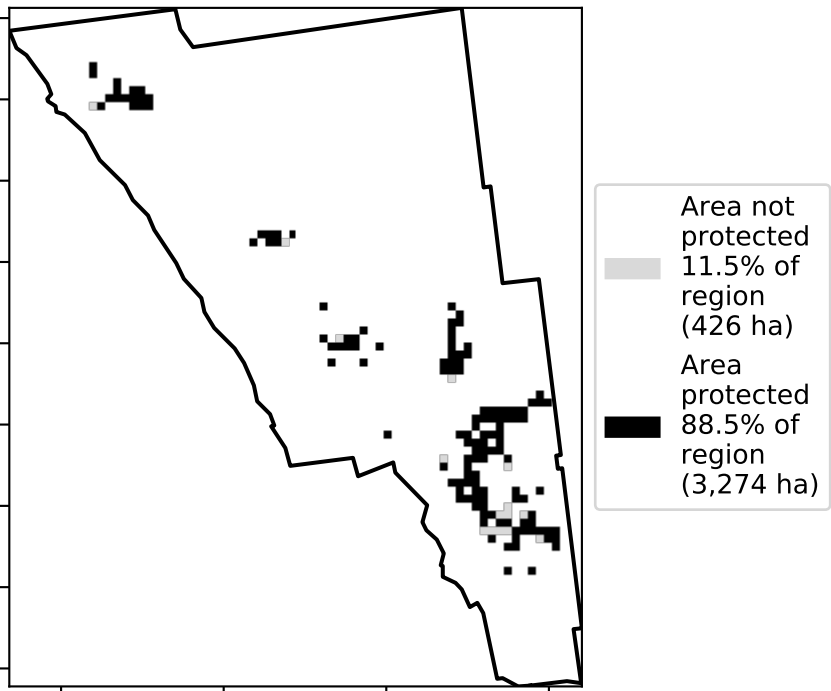 Area not
protected
11.5% of
region
(426 ha)
Area
protected
88.5% of
region
(3,274 ha)